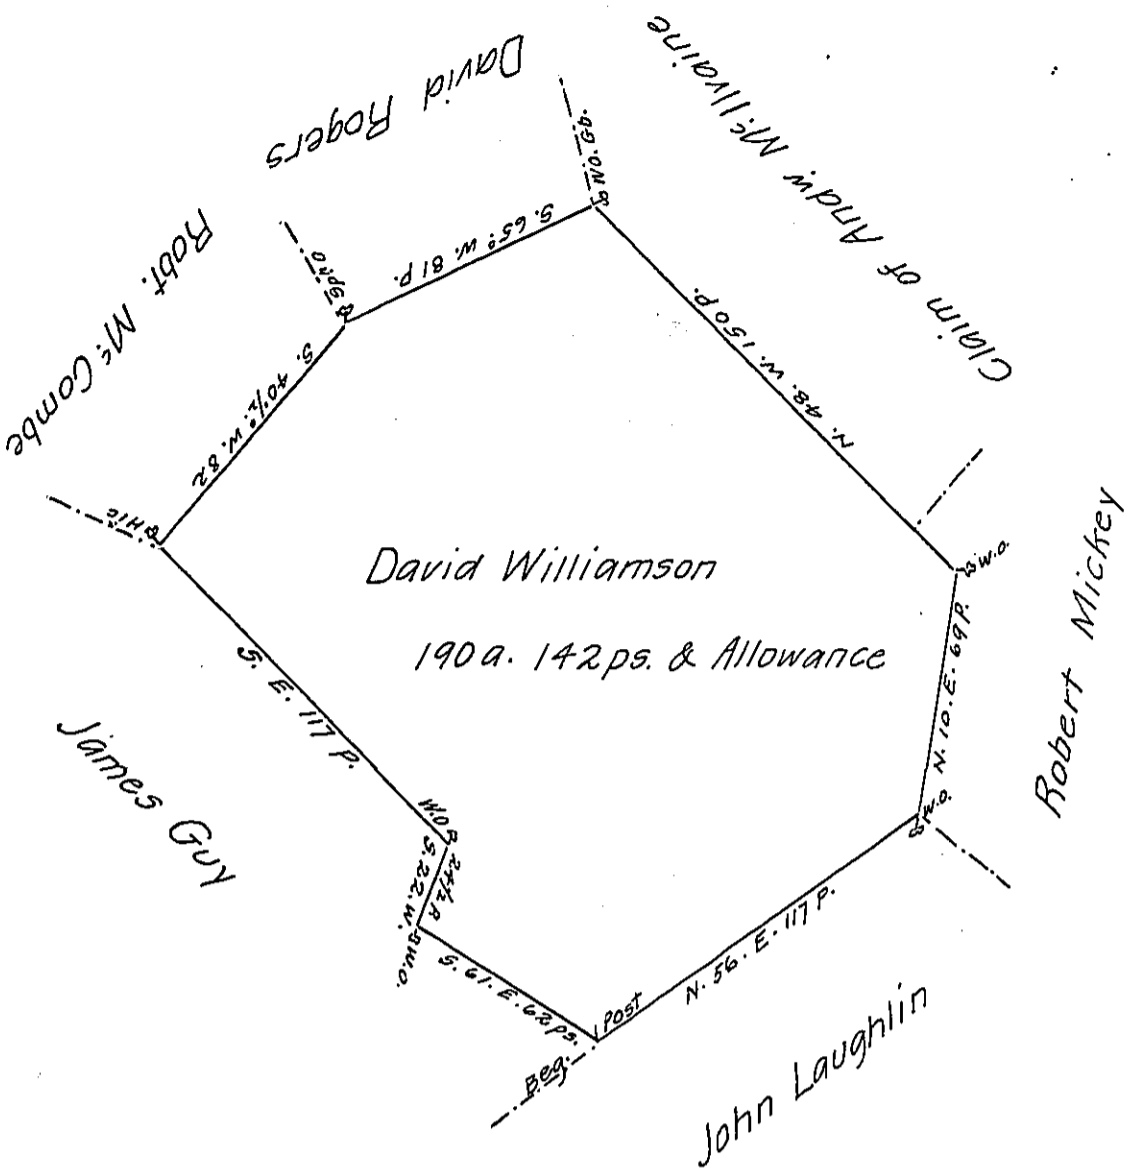 David Rogers
Claim of Andw. McIlvaine
Robt. McCombe
Robert Mickey
John Laughlin
James Guy
David Williamson
190 a. 142 ps. & Allowance
Beg.
Post
N. 56. E. 117 P.
W.O.
N. 10. E. 69 P.
W.O.
N. 48. W. 150 P.
W.O.
S. 65° W. 81 P.
Sp: O
S. 40½° W. 82
Hic
S. E. 117 P.
W.O
S. 22. W.
24½ P.
W.O.
S. 61. E. 62 ps.